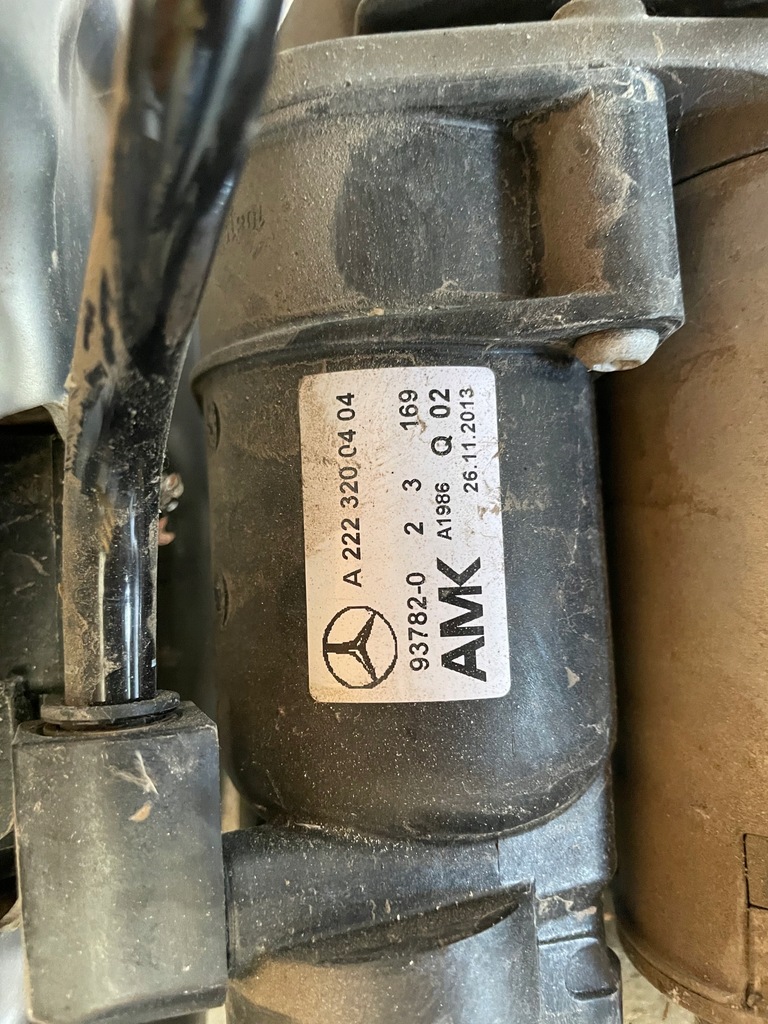 A 222 320 04 04
93782-0 2 3 169
AMK A1986 Q 02
26.11.2013